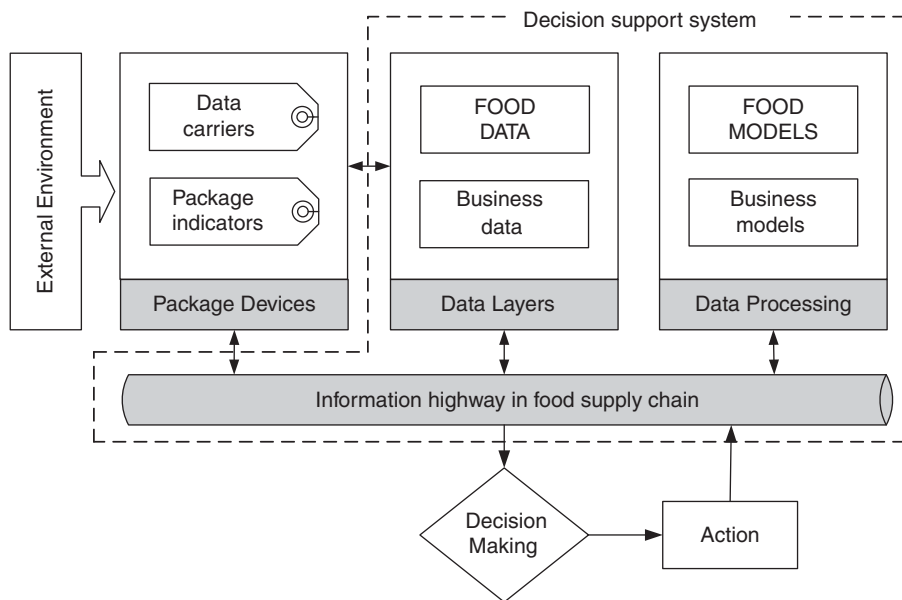 Decision support system
External Environment
Data
carriers
Package
indicators
Package Devices
FOOD
DATA
Business
data
Data Layers
FOOD
MODELS
Business
models
Data Processing
Information highway in food supply chain
Decision
Making
Action